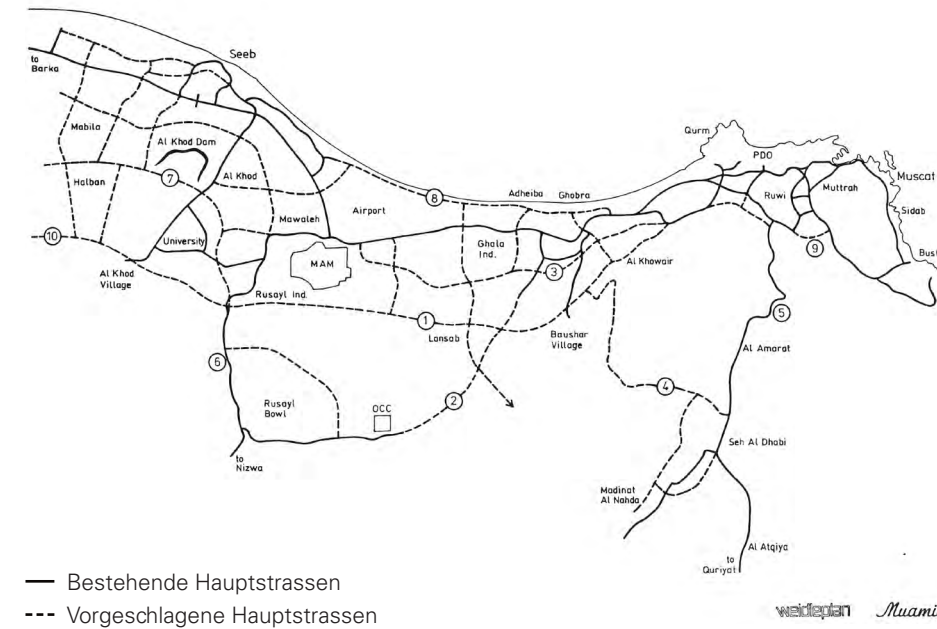 Seeb
to
Barka
Qurm
Mabila
PDO
Al Khod Dam
Muscat
Al Khod
Adheiba
Ghobra
Ruwi
Muttrah
Halban
7
8
Airport
Sidab
Mawaleh
10
University
Ghala
Ind.
9
MAM
3
Al Khowair
Bust
Al Khod
Village
Rusayl Ind.
1
5
Lansab
Baushar
Village
Al Amarat
6
4
Rusayl
Bowl
OCC
2
Seh Al Dhabi
to
Nizwa
Madinat
Al Nahda
Al Atqiya
to
Quriyat
Bestehende Hauptstrassen
Vorgeschlagene Hauptstrassen
weidleplan
Muami